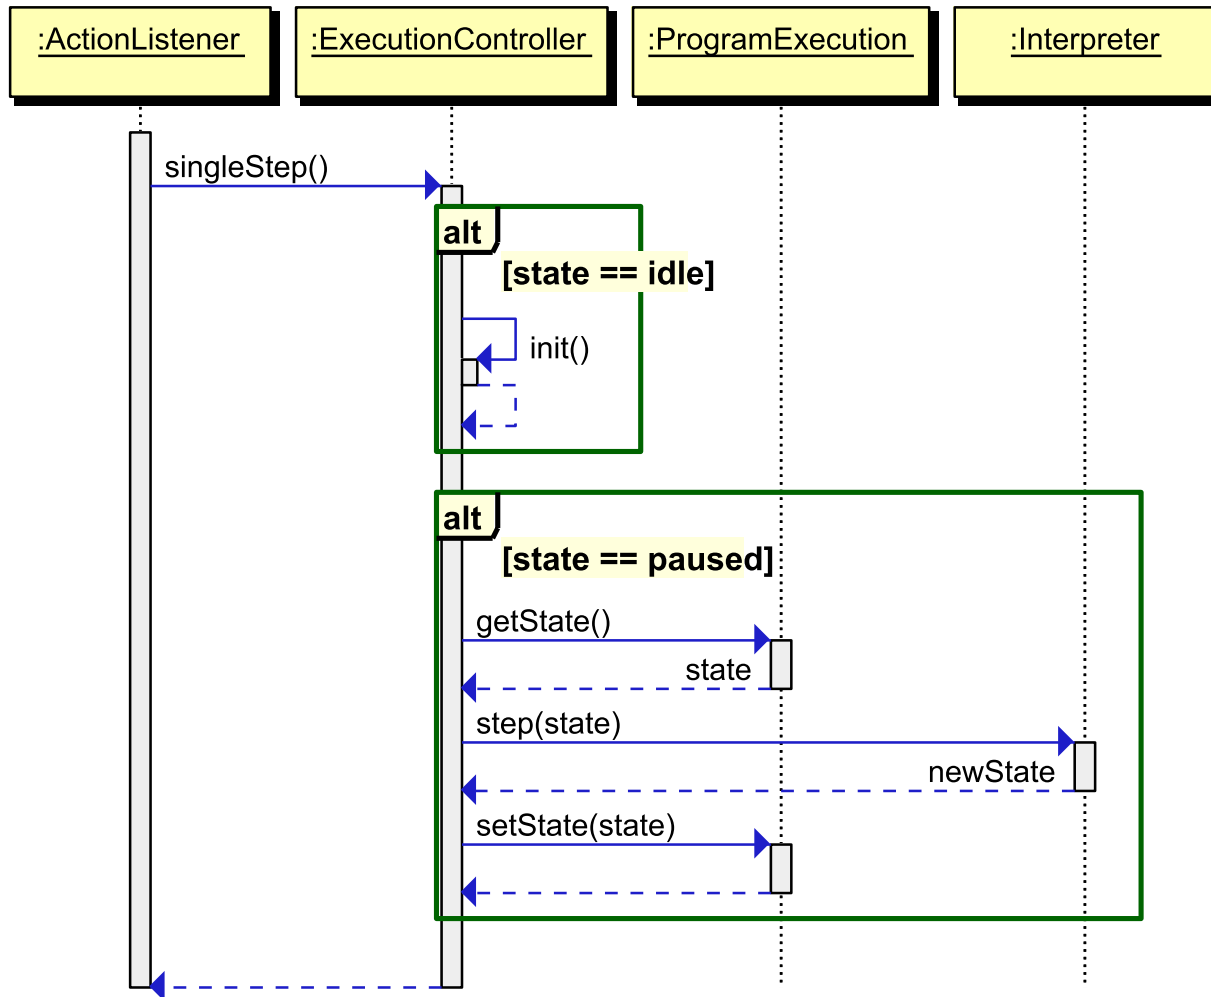 :ActionListener
:ExecutionController
:ProgramExecution
:Interpreter
singleStep()
alt
[state == idle]
init()
alt
[state == paused]
getState()
state
step(state)
newState
setState(state)